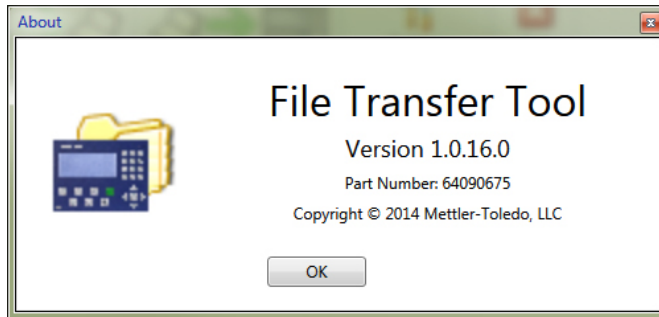 About
File Transfer Tool
Version 1.0.16.0
Part Number: 64090675
Copyright © 2014 Mettler-Toledo, LLC
OK